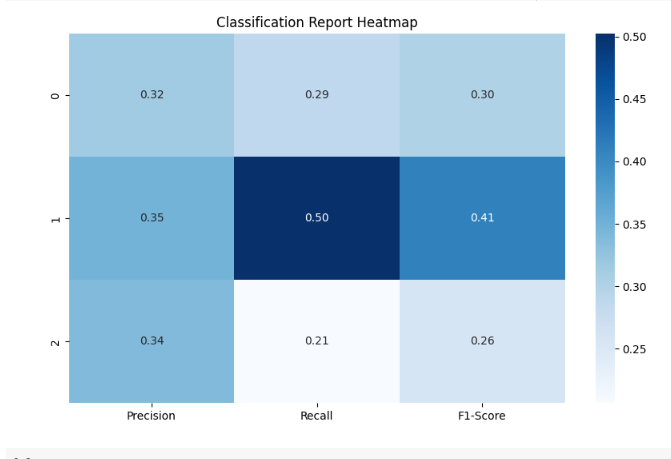 Classification Report Heatmap
0 0.32 0.29 0.30
1 0.35 0.50 0.41
2 0.34 0.21 0.26
Precision Recall F1-Score
0.50
0.45
0.40
0.35
0.30
0.25